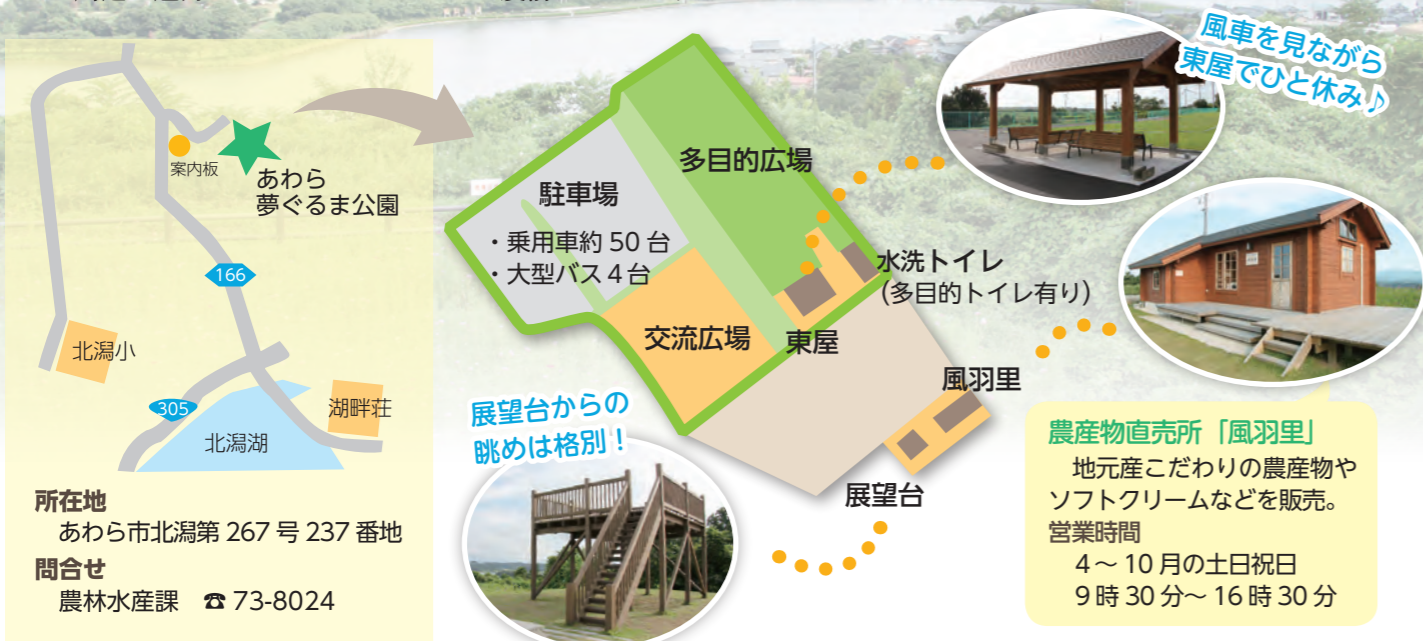 案内板
あわら
夢ぐるま公園
166
北潟小
305
湖畔荘
北潟湖
所在地
あわら市北潟第 267 号 237 番地
問合せ
農林水産課 ☎ 73-8024
風車を見ながら
東屋でひと休み♪
多目的広場
駐車場
・乗用車約 50 台
・大型バス 4 台
水洗トイレ
(多目的トイレ有り)
交流広場
東屋
風羽里
展望台からの
眺めは格別！
展望台
農産物直売所「風羽里」
地元産こだわりの農産物や
ソフトクリームなどを販売。
営業時間
4～10 月の土日祝日
9 時 30 分～16 時 30 分